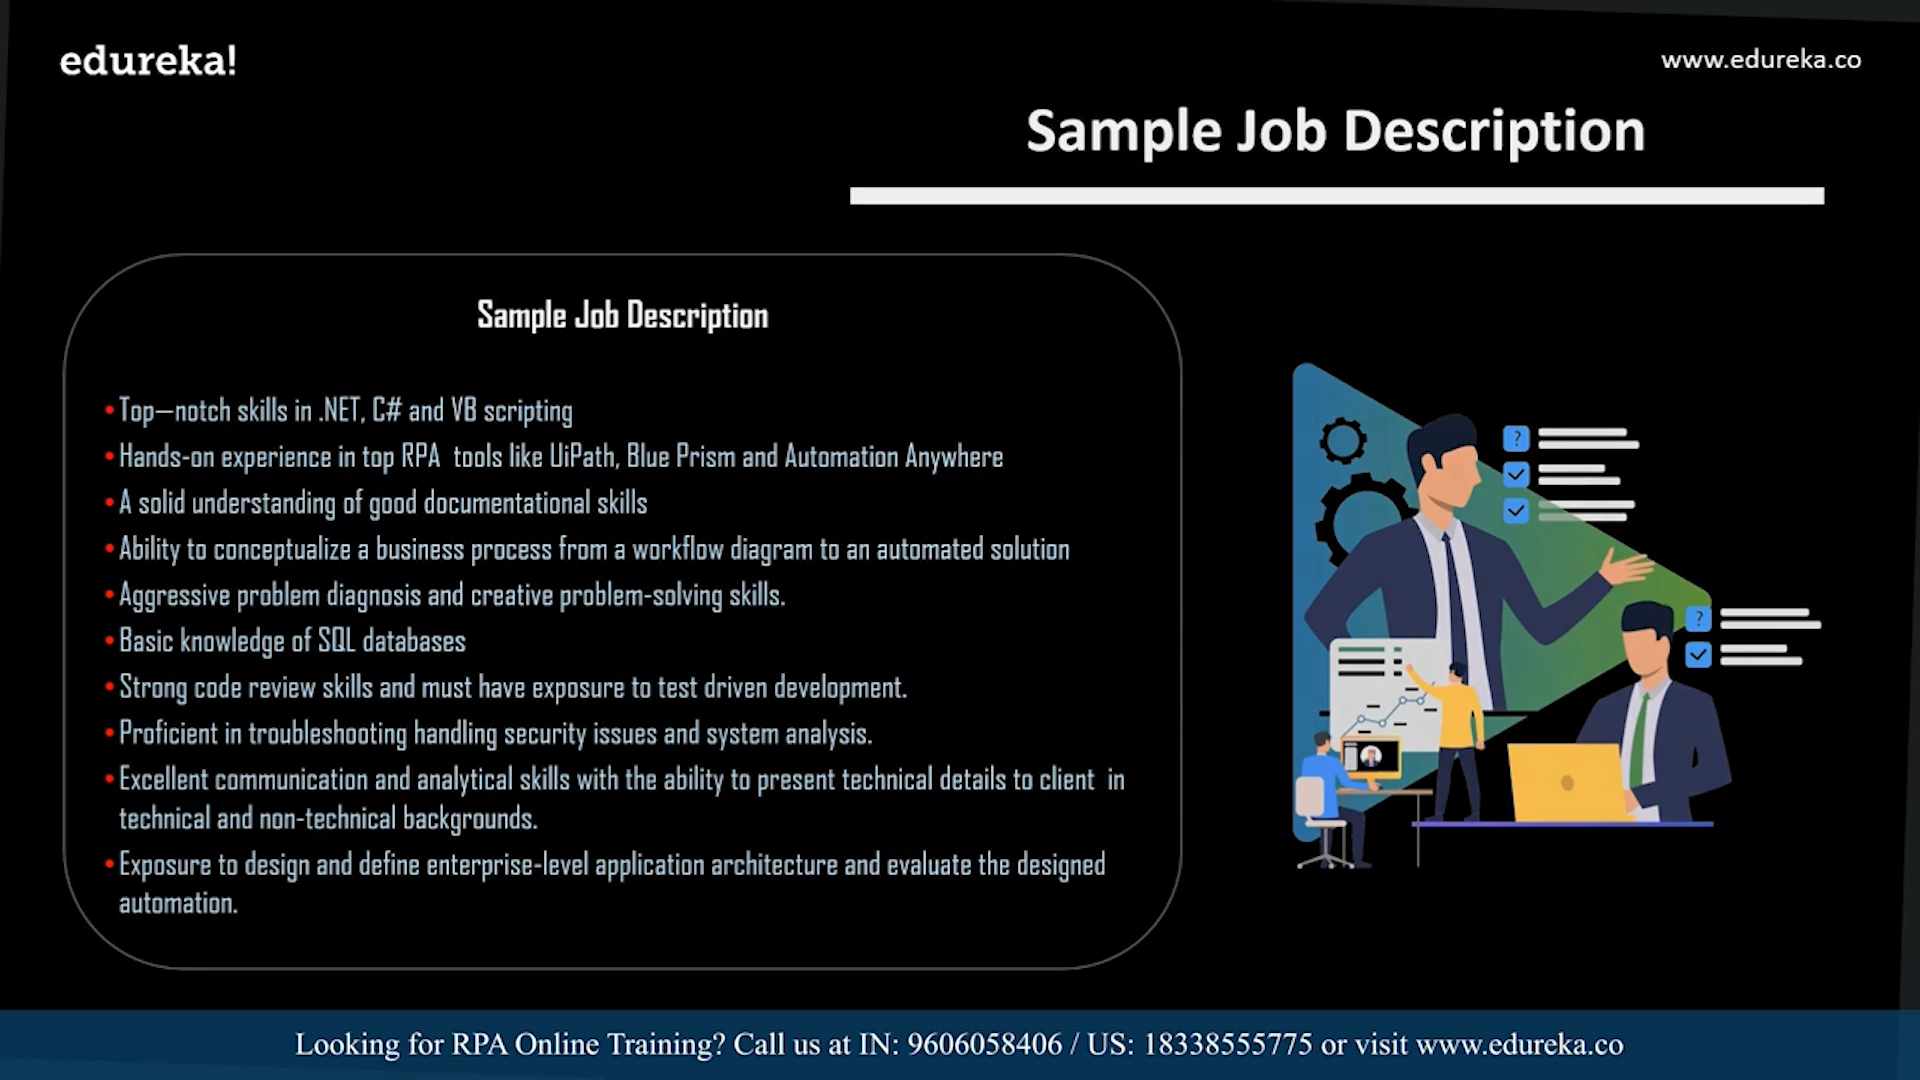 edureka!
www.edureka.co
Sample Job Description
Sample Job Description
• Top—notch skills in .NET, C# and VB scripting
• Hands-on experience in top RPA tools like UiPath, Blue Prism and Automation Anywhere
• A solid understanding of good documentational skills
• Ability to conceptualize a business process from a workflow diagram to an automated solution
• Aggressive problem diagnosis and creative problem-solving skills.
• Basic knowledge of SQL databases
• Strong code review skills and must have exposure to test driven development.
• Proficient in troubleshooting handling security issues and system analysis.
• Excellent communication and analytical skills with the ability to present technical details to client in
technical and non-technical backgrounds.
• Exposure to design and define enterprise-level application architecture and evaluate the designed
automation.
?
?
Looking for RPA Online Training? Call us at IN: 9606058406 / US: 18338555775 or visit www.edureka.co